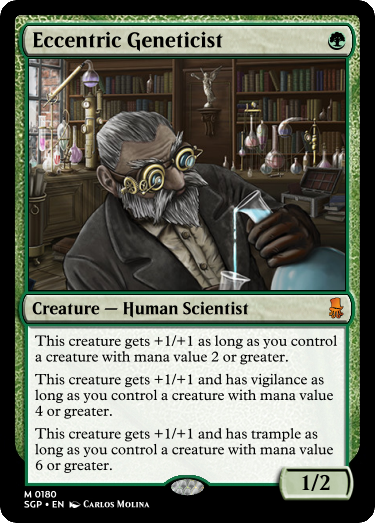 Eccentric Geneticist
Creature — Human Scientist
This creature gets +1/+1 as long as you control
a creature with mana value 2 or greater.
This creature gets +1/+1 and has vigilance as
long as you control a creature with mana value
4 or greater.
This creature gets +1/+1 and has trample as
long as you control a creature with mana value
6 or greater.
1/2
M 0180
SGP • EN Carlos Molina